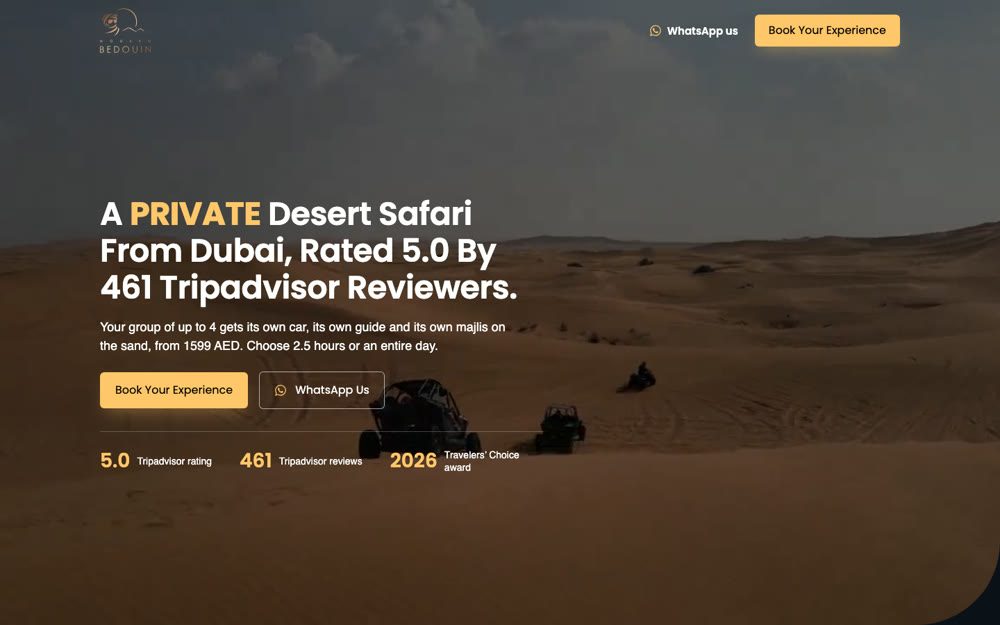 BEDOUIN
WhatsApp us
Book Your Experience
A PRIVATE Desert Safari
From Dubai, Rated 5.0 By
461 Tripadvisor Reviewers.
Your group of up to 4 gets its own car, its own guide and its own majlis on
the sand, from 1599 AED. Choose 2.5 hours or an entire day.
Book Your Experience
WhatsApp Us
5.0 Tripadvisor rating
461 Tripadvisor reviews
2026 Travelers’ Choice
award